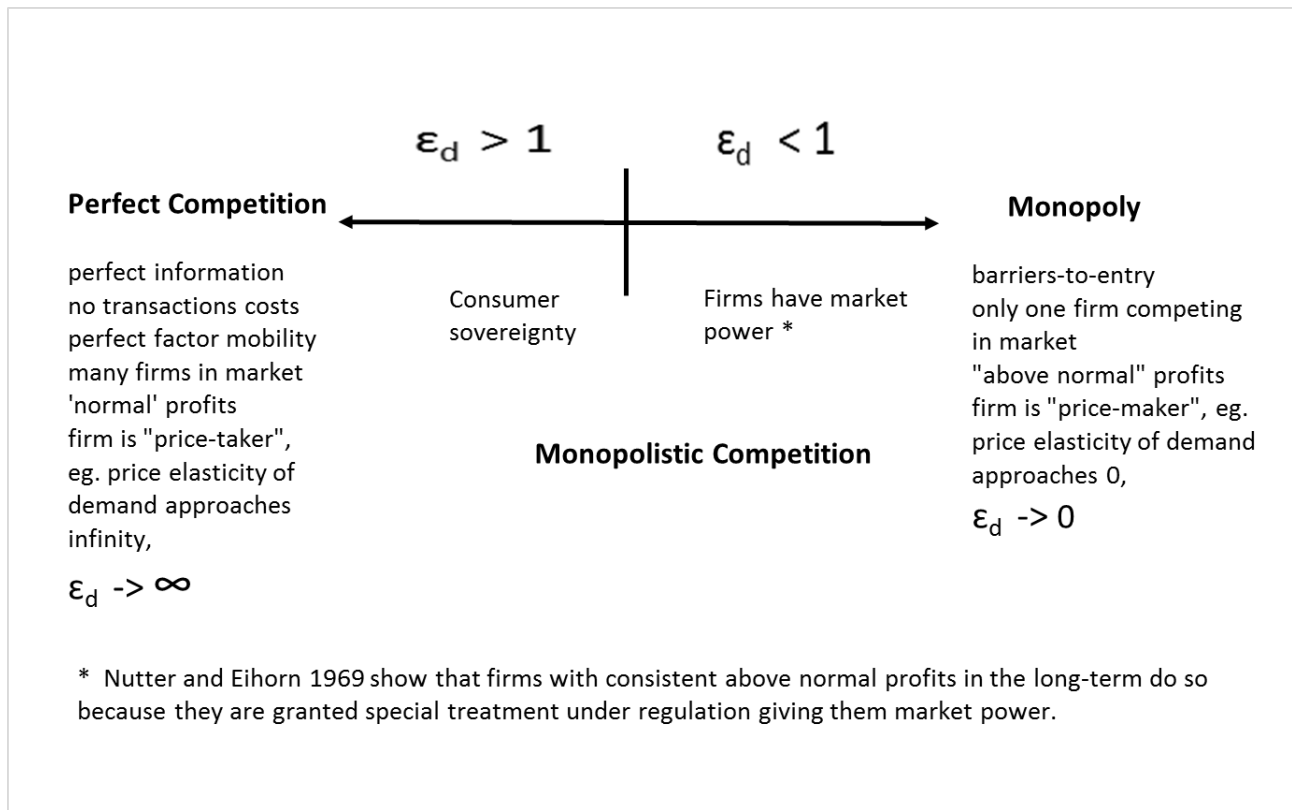 εd > 1
εd < 1
Perfect Competition
Monopoly
perfect information
no transactions costs
perfect factor mobility
many firms in market
'normal' profits
firm is "price-taker",
eg. price elasticity of
demand approaches
infinity,
εd -> ∞
Consumer
sovereignty
Firms have market
power *
Monopolistic Competition
barriers-to-entry
only one firm competing
in market
"above normal" profits
firm is "price-maker", eg.
price elasticity of demand
approaches 0,
εd -> 0
* Nutter and Eihorn 1969 show that firms with consistent above normal profits in the long-term do so
because they are granted special treatment under regulation giving them market power.